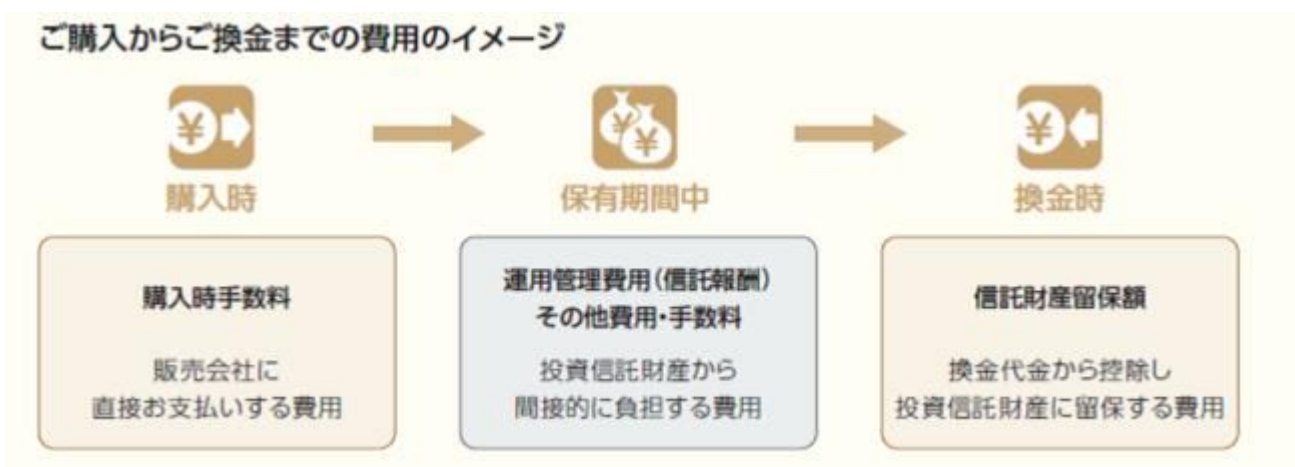 ご購入からご換金までの費用のイメージ
¥
購入時
¥ ¥
保有期間中
¥
換金時
購入時手数料
販売会社に
直接お支払いする費用
運用管理費用(信託報酬)
その他費用・手数料
投資信託財産から
間接的に負担する費用
信託財産留保額
換金代金から控除し
投資信託財産に留保する費用